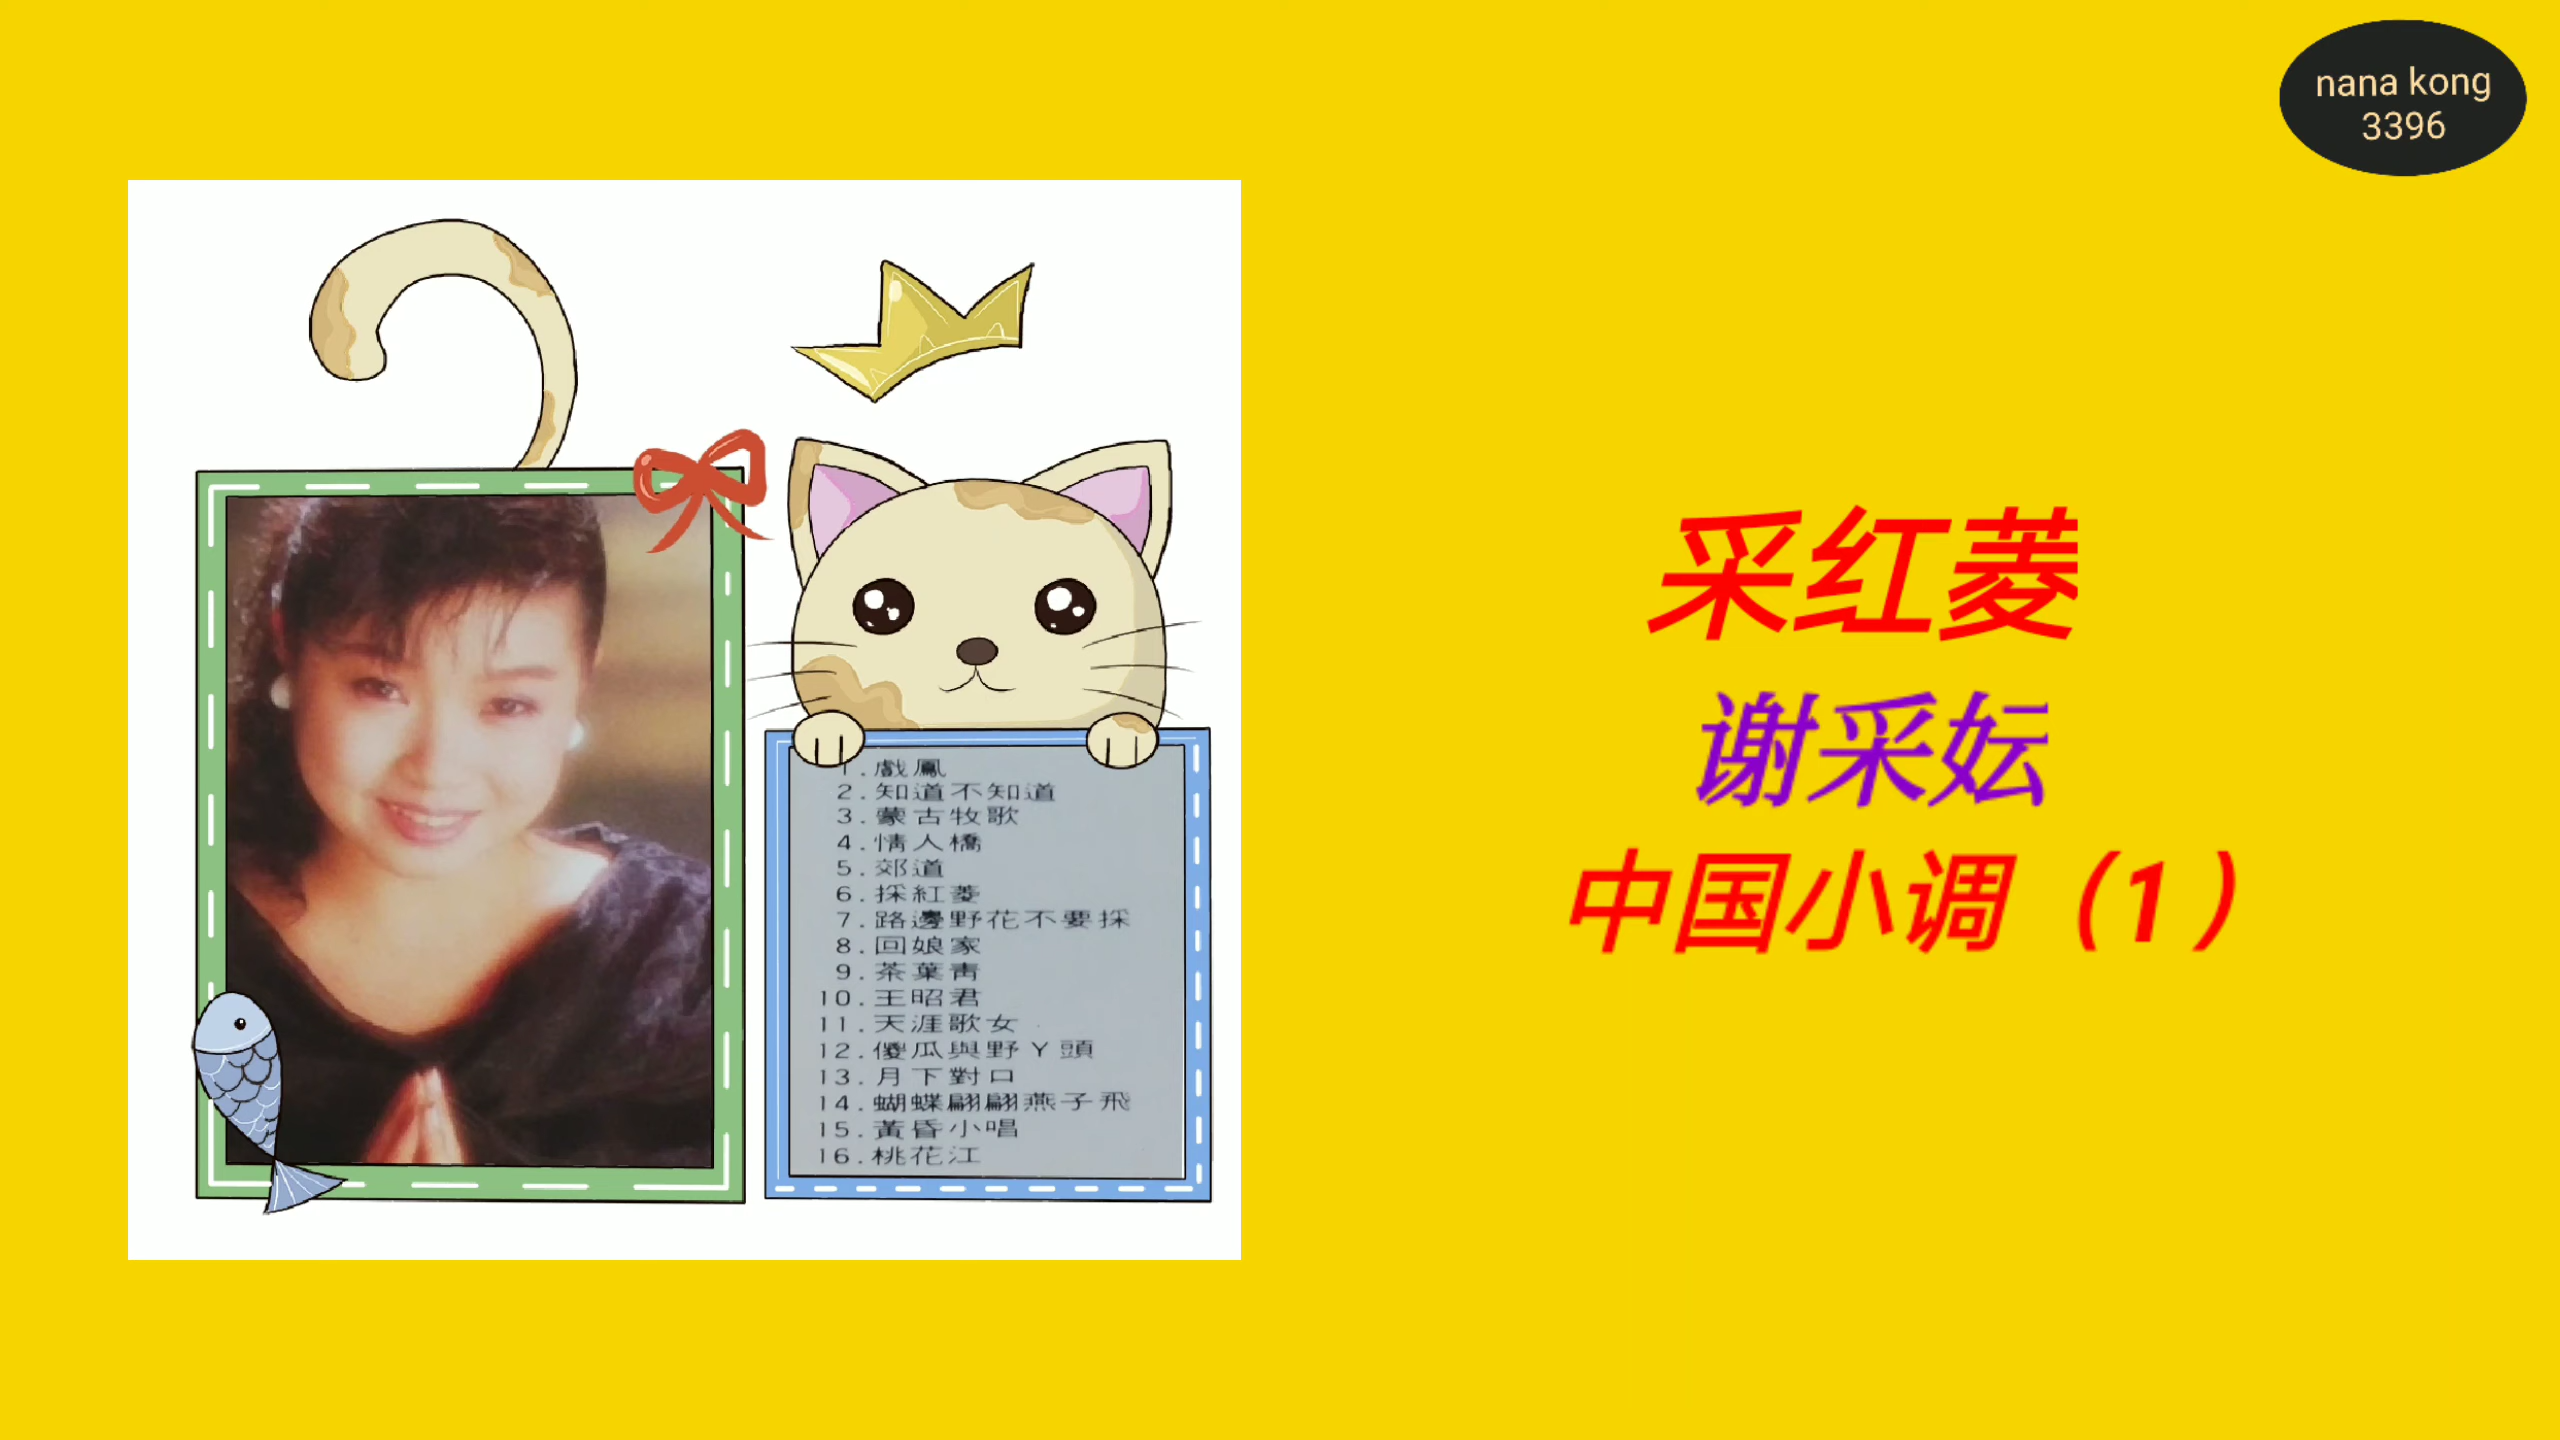 nana kong
3396
1.戲鳳
2.知道不知道
3.蒙古牧歌
4.情人橋
5.郊道
6.採紅菱
7.路邊野花不要採
8.回娘家
9.茶葉青
10.王昭君
11.天涯歌女
12.傻瓜與野丫頭
13.月下對口
14.蝴蝶翩翩燕子飛
15.黃昏小唱
16.桃花江
采红菱
谢采妘
中国小调（1）